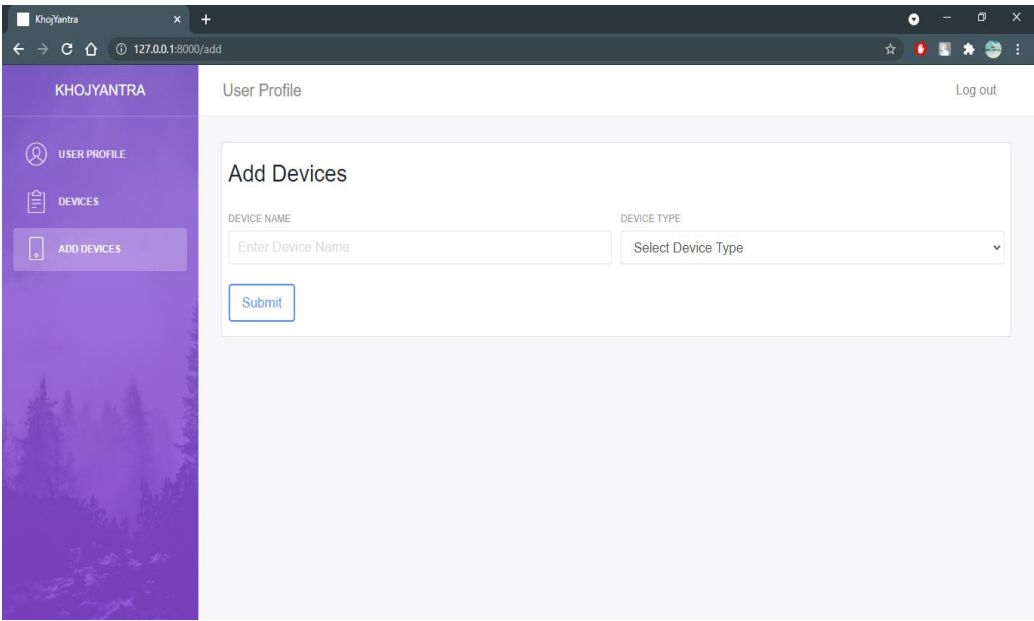 KhojYantra
127.0.0.1:8000/add
KHOJYANTRA
User Profile
Log out
USER PROFILE
DEVICES
ADD DEVICES
Add Devices
DEVICE NAME
DEVICE TYPE
Enter Device Name
Select Device Type
Submit